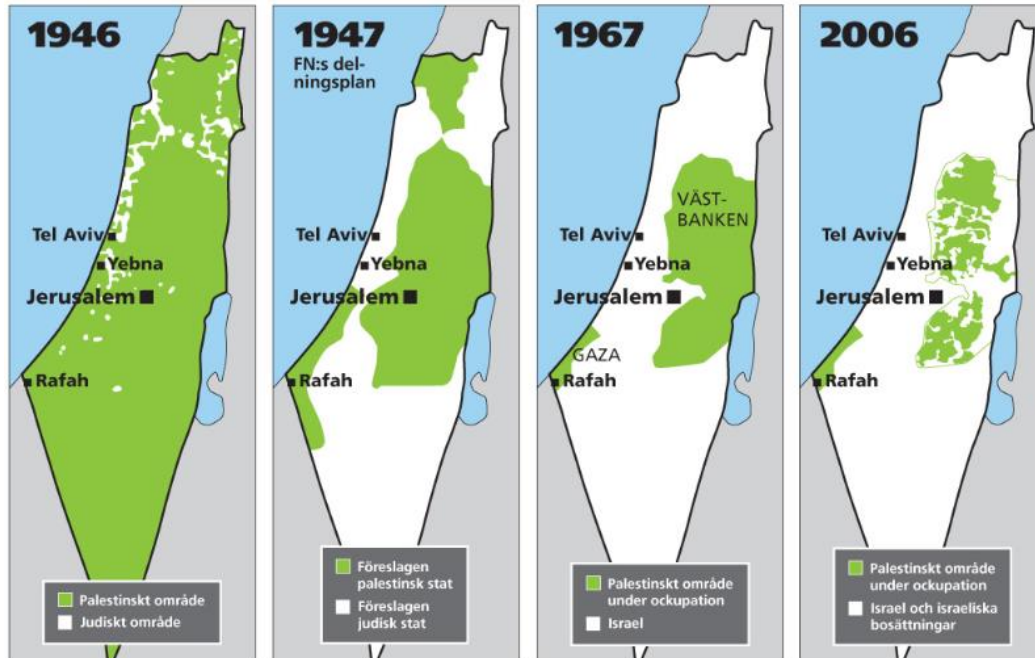 1946
Tel Aviv
Yebna
Jerusalem
Rafah
Palestinskt område
Judiskt område
1947
FN:s del-
ningsplan
Tel Aviv
Yebna
Jerusalem
Rafah
Föreslagen
palestinsk stat
Föreslagen
judisk stat
1967
VÄST-
BANKEN
Tel Aviv
Yebna
Jerusalem
GAZA
Rafah
Palestinskt område
under ockupation
Israel
2006
Tel Aviv
Yebna
Jerusalem
Rafah
Palestinskt område
under ockupation
Israel och israeliska
bosättningar